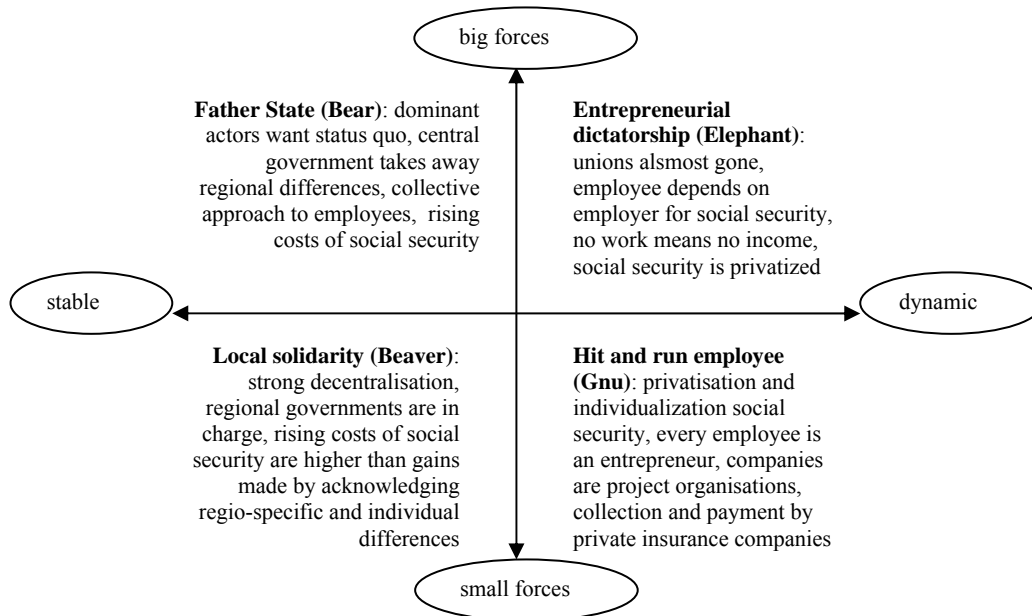 big forces
Father State (Bear): dominant
actors want status quo, central
government takes away
regional differences, collective
approach to employees, rising
costs of social security
Entrepreneurial
dictatorship (Elephant):
unions alsmost gone,
employee depends on
employer for social security,
no work means no income,
social security is privatized
stable
dynamic
Local solidarity (Beaver):
strong decentralisation,
regional governments are in
charge, rising costs of social
security are higher than gains
made by acknowledging
regio-specific and individual
differences
Hit and run employee
(Gnu): privatisation and
individualization social
security, every employee is
an entrepreneur, companies
are project organisations,
collection and payment by
private insurance companies
small forces